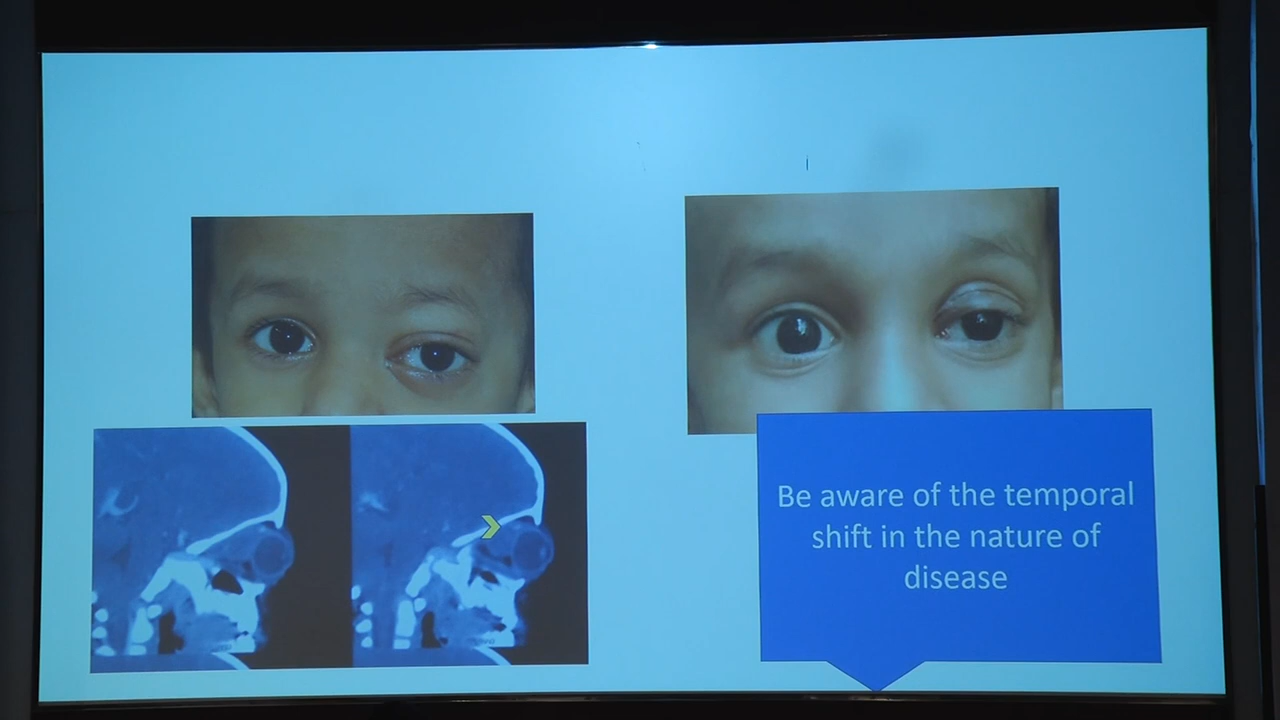 Be aware of the temporal
shift in the nature of
disease